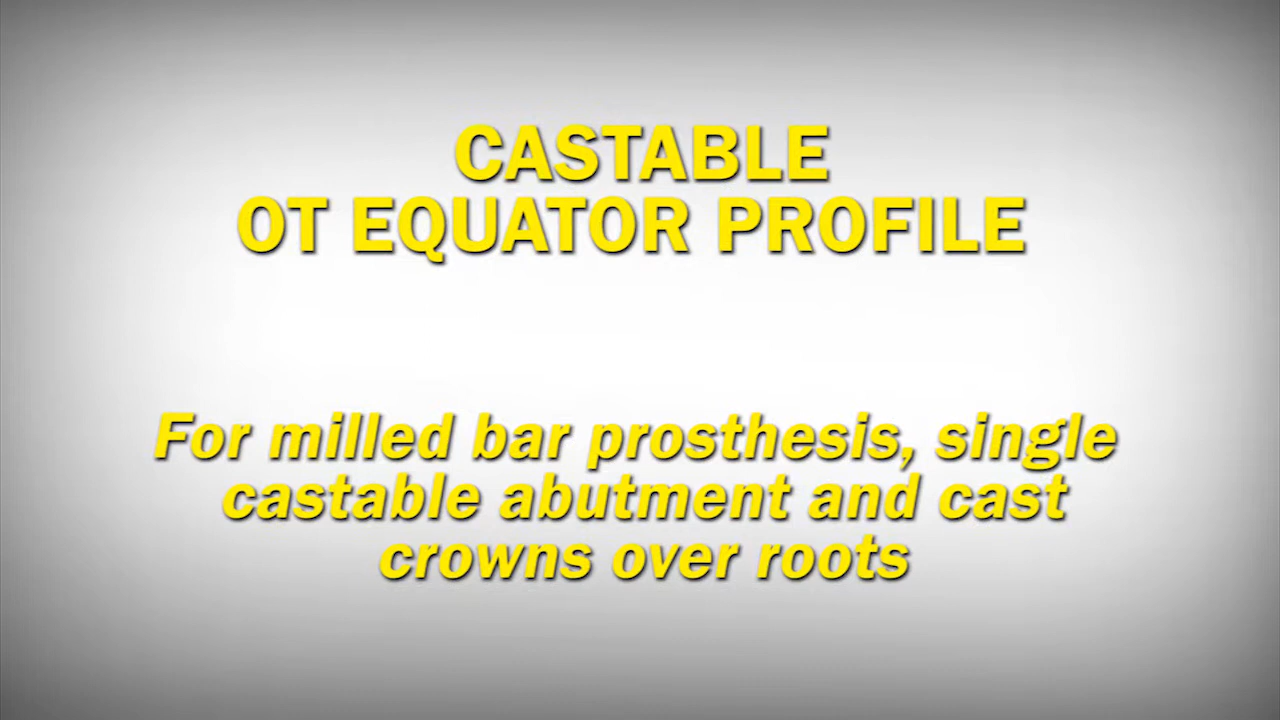 CASTABLE
OT EQUATOR PROFILE
For milled bar prosthesis, single
castable abutment and cast
crowns over roots